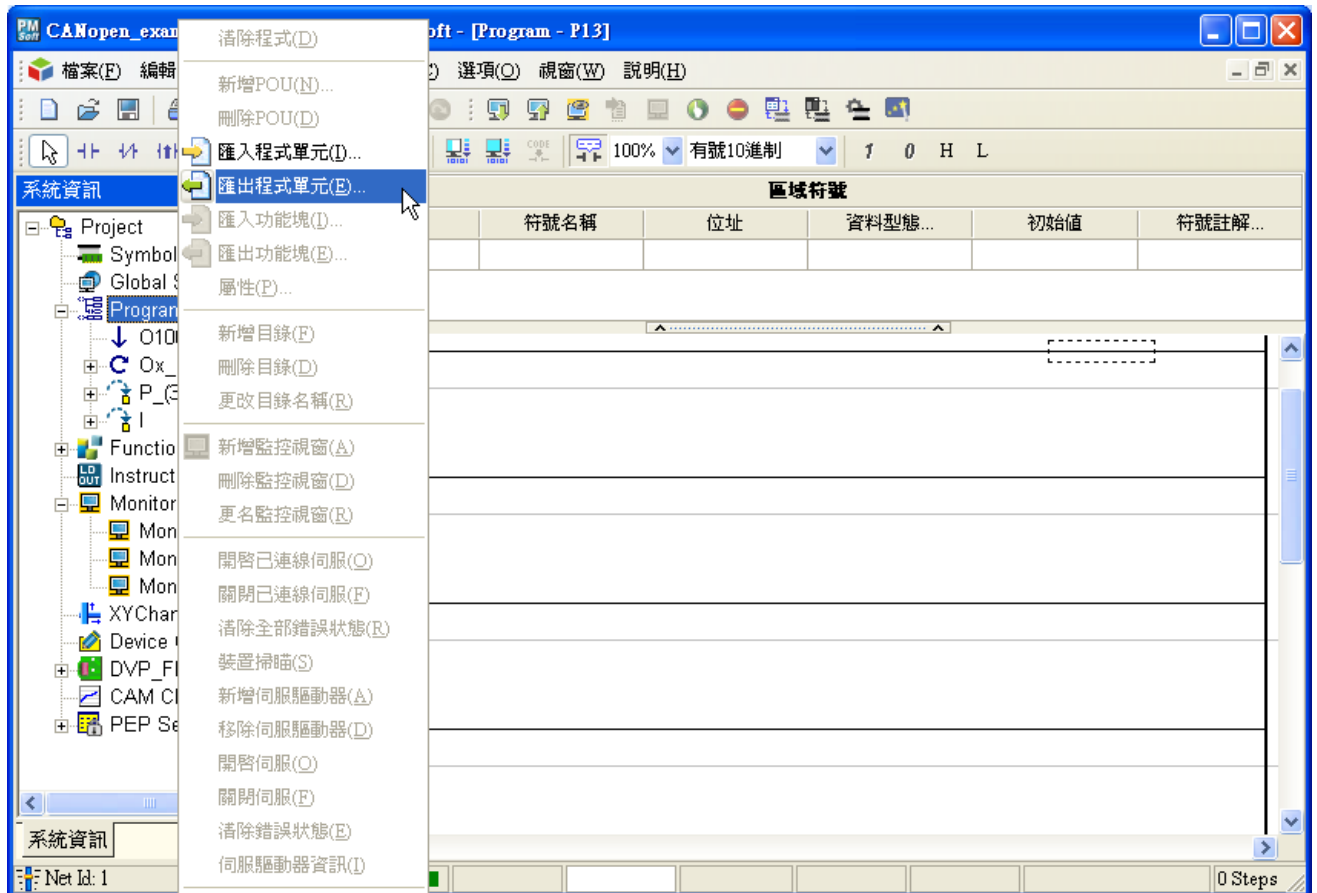 CANopen_exam
oft - [Program - P13]
檔案(F) 編輯
選項(O) 視窗(W) 說明(H)
100% 有號10進制 1 0 H L
系統資訊
區域符號
符號名稱 位址 資料型態... 初始值 符號註解...
Project
Symbol
Global S
Program
O100
Ox_
P_(3
I
Functio
Instruct
Monitor
Mon
Mon
Mon
XYChar
Device
DVP_F
CAM C
PEP Se
系統資訊
清除程式(D)
新增POU(N)...
刪除POU(D)
匯入程式單元(I)...
匯出程式單元(E)...
匯入功能塊(I)...
匯出功能塊(E)...
屬性(P)...
新增目錄(F)
刪除目錄(D)
更改目錄名稱(R)
新增監控視窗(A)
刪除監控視窗(D)
更名監控視窗(R)
開啓已連線伺服(O)
關閉已連線伺服(F)
清除全部錯誤狀態(R)
裝置掃瞄(S)
新增伺服驅動器(A)
移除伺服驅動器(D)
開啓伺服(O)
關閉伺服(F)
清除錯誤狀態(E)
伺服驅動器資訊(I)
Net Id: 1
0 Steps